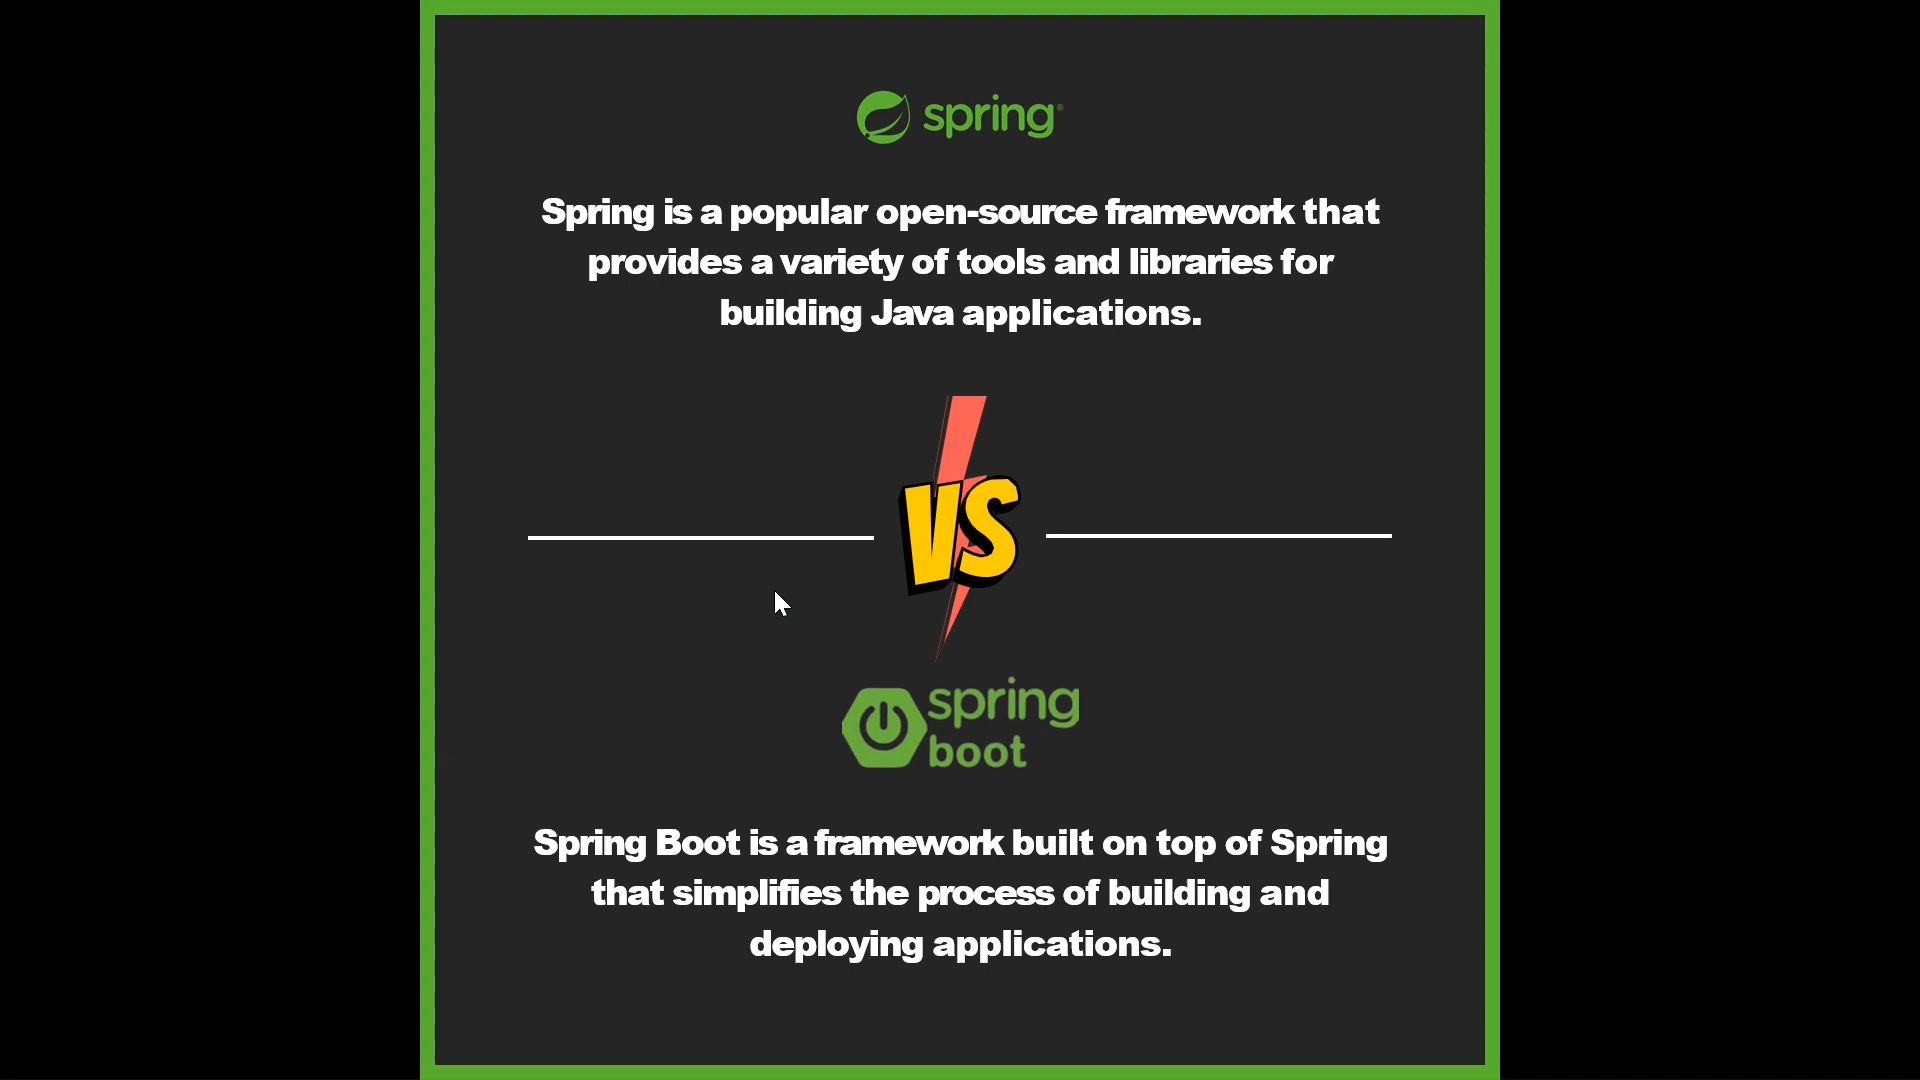 spring®
Spring is a popular open-source framework that
provides a variety of tools and libraries for
building Java applications.
VS
spring
boot
Spring Boot is a framework built on top of Spring
that simplifies the process of building and
deploying applications.